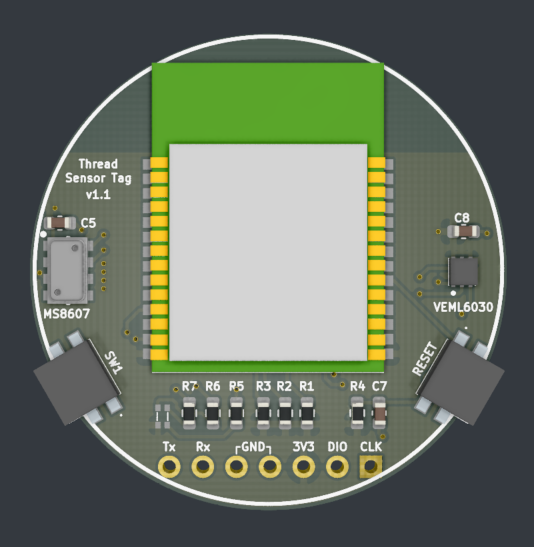 Thread
Sensor Tag
v1.1
C5
C8
MS8607
VEML6030
SW1
RESET
R7 R6 R5 R3 R2 R1 R4 C7
Tx Rx GND 3V3 DIO CLK